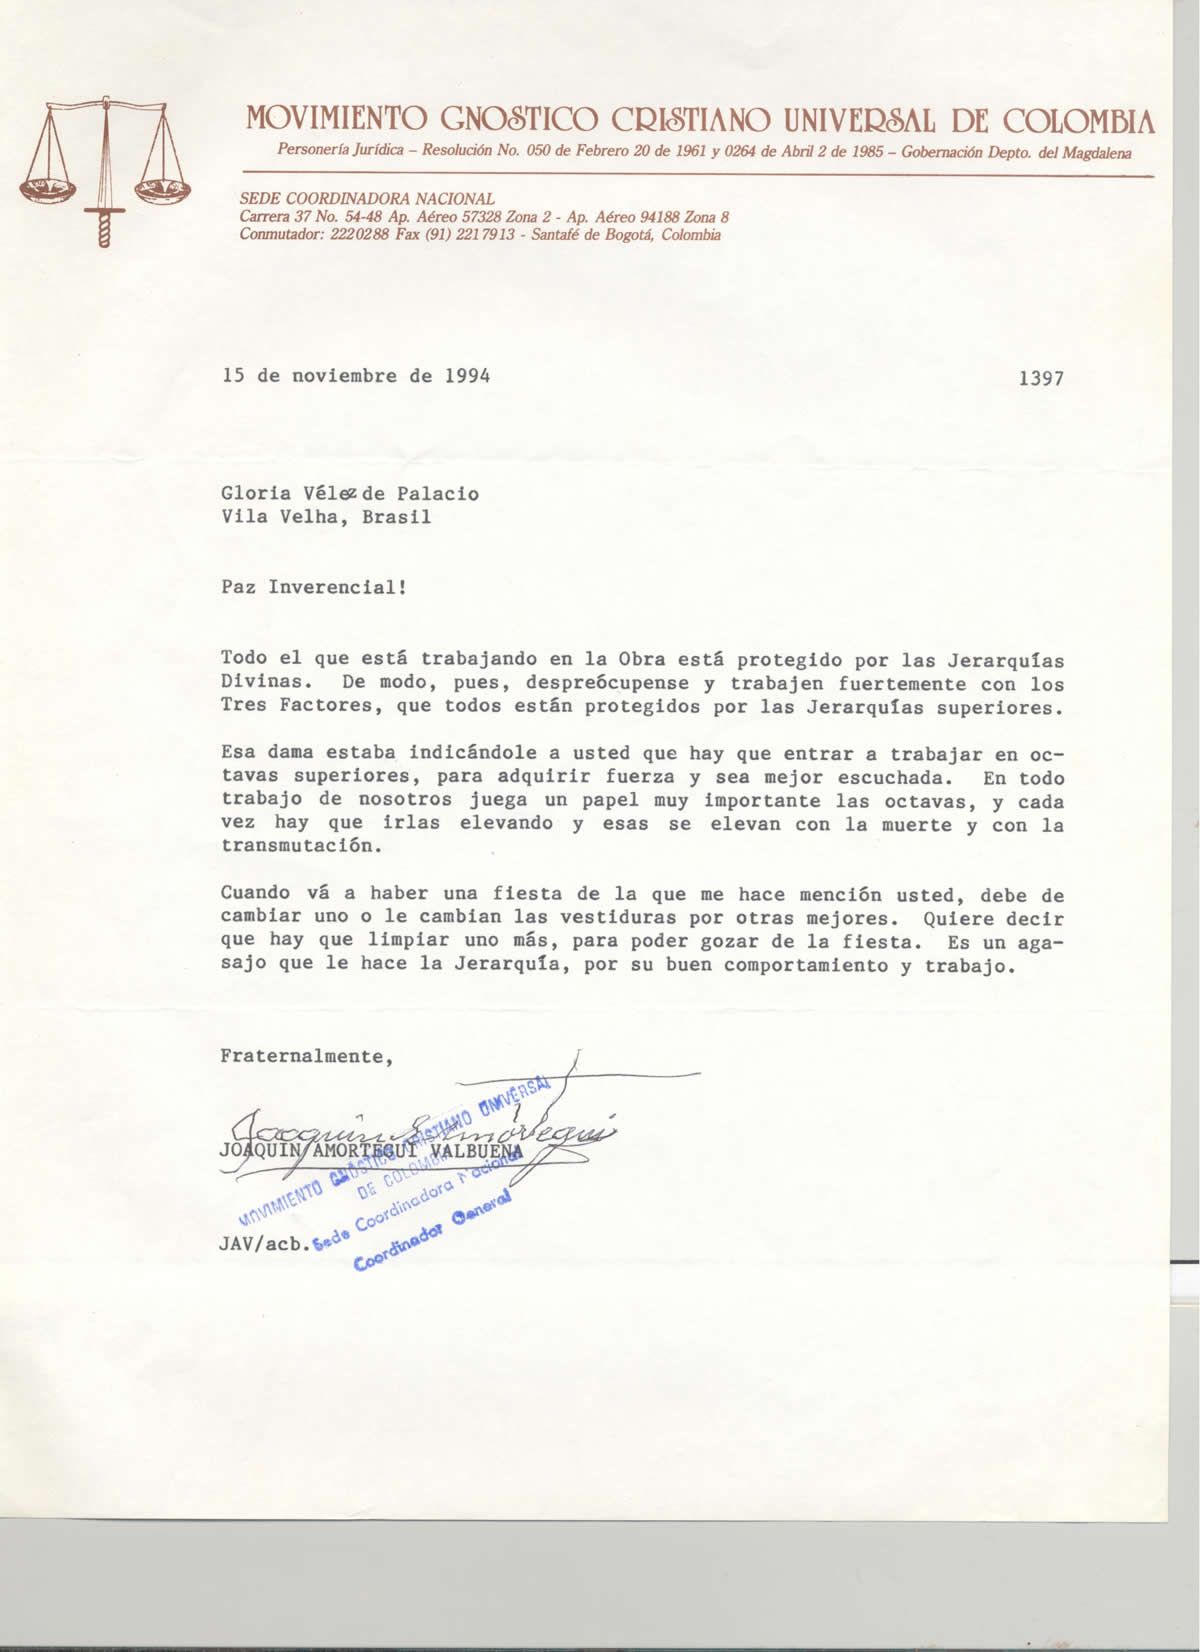 MOVIMIENTO GNOSTICO CRISTIANO UNIVERSAL DE COLOMBIA
Personería Jurídica – Resolución No. 050 de Febrero 20 de 1961 y 0264 de Abril 2 de 1985 – Gobernación Depto. del Magdalena
SEDE COORDINADORA NACIONAL
Carrera 37 No. 54-48 Ap. Aéreo 57328 Zona 2 - Ap. Aéreo 94188 Zona 8
Conmutador: 2220288 Fax (91) 2217913 - Santafé de Bogotá, Colombia
15 de noviembre de 1994 1397
Gloria Vélez de Palacio
Vila Velha, Brasil
Paz Inverencial!
Todo el que está trabajando en la Obra está protegido por las Jerarquías
Divinas. De modo, pues, despreócupense y trabajen fuertemente con los
Tres Factores, que todos están protegidos por las Jerarquías superiores.
Esa dama estaba indicándole a usted que hay que entrar a trabajar en oc-
tavas superiores, para adquirir fuerza y sea mejor escuchada. En todo
trabajo de nosotros juega un papel muy importante las octavas, y cada
vez hay que irlas elevando y esas se elevan con la muerte y con la
transmutación.
Cuando vá a haber una fiesta de la que me hace mención usted, debe de
cambiar uno o le cambian las vestiduras por otras mejores. Quiere decir
que hay que limpiar uno más, para poder gozar de la fiesta. Es un aga-
sajo que le hace la Jerarquía, por su buen comportamiento y trabajo.
Fraternalmente,
Joaquin E Amórtegui
JOAQUIN AMORTEGUI VALBUENA
MOVIMIENTO GNOSTICO CRISTIANO UNIVERSAL
DE COLOMBIA
Sede Coordinadora Nacional
Coordinador General
JAV/acb.